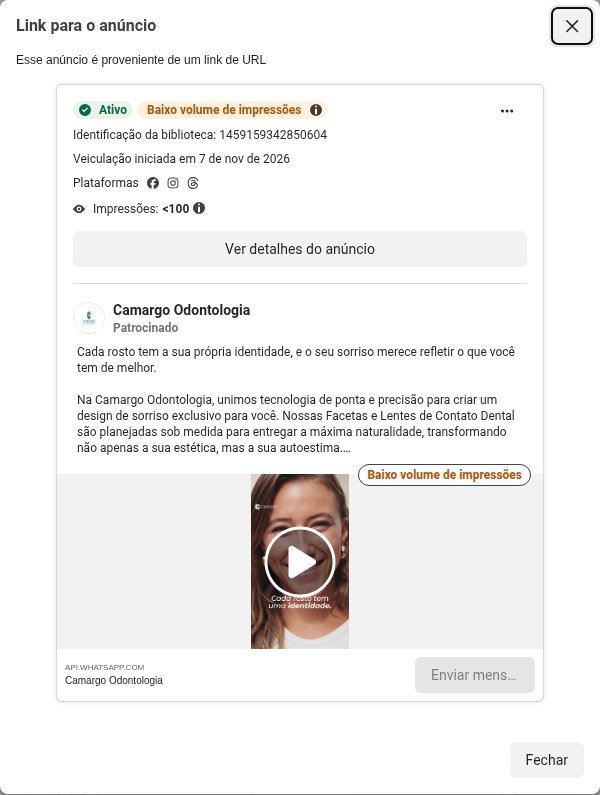 Link para o anúncio
Esse anúncio é proveniente de um link de URL
Ativo
Baixo volume de impressões
Identificação da biblioteca: 1459159342850604
Veiculação iniciada em 7 de nov de 2026
Plataformas
Impressões: <100
Ver detalhes do anúncio
Camargo Odontologia
Patrocinado
Cada rosto tem a sua própria identidade, e o seu sorriso merece refletir o que você
tem de melhor.
Na Camargo Odontologia, unimos tecnologia de ponta e precisão para criar um
design de sorriso exclusivo para você. Nossas Facetas e Lentes de Contato Dental
são planejadas sob medida para entregar a máxima naturalidade, transformando
não apenas a sua estética, mas a sua autoestima.…
Baixo volume de impressões
Cada rosto tem
uma identidade.
API.WHATSAPP.COM
Camargo Odontologia
Enviar mens…
Fechar